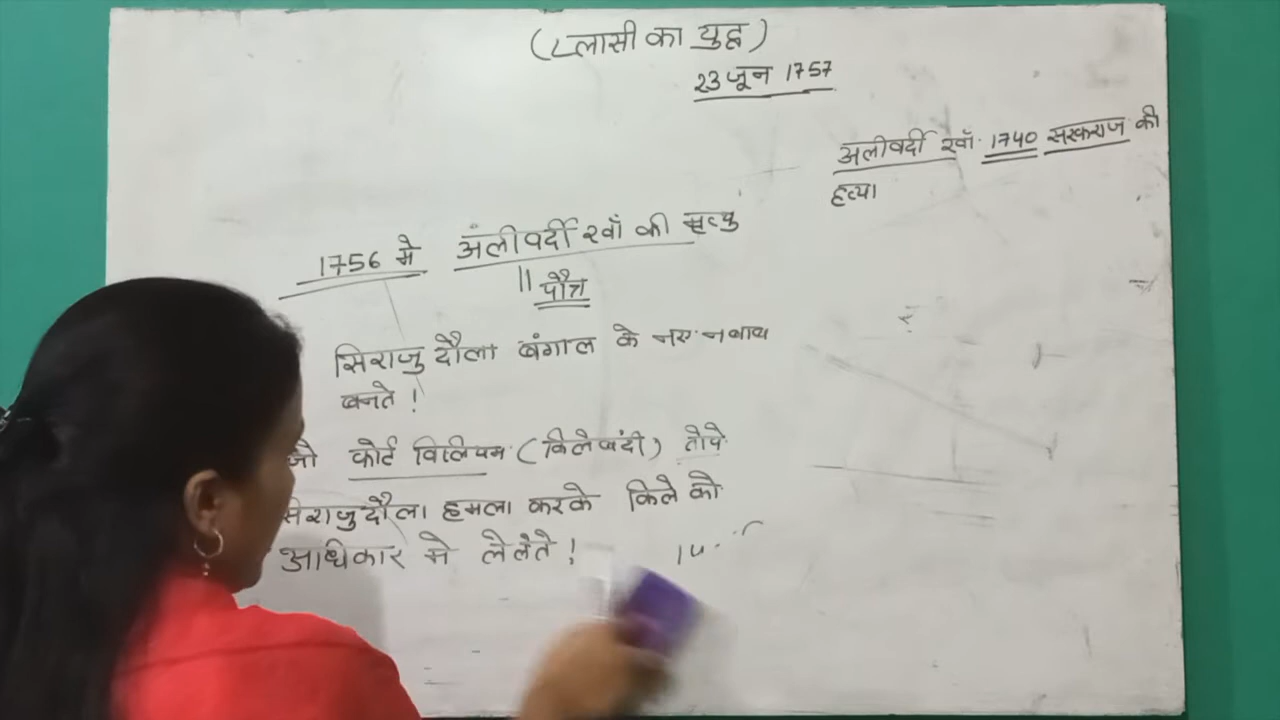 (प्लासी का युद्ध)
23 जून 1757
अलीवर्दी खाँ 1740 सरफराज की
हत्या
1756 मे अलीवर्दी खाँ की मृत्यु
|| पौत्र
सिराजुदौला बंगाल के नए नवाब
बनते !
जो फोर्ट विलियम (किलेबंदी) तोपे
सिराजुदौला हमला करके किले को
अधिकार मे लेलेते !